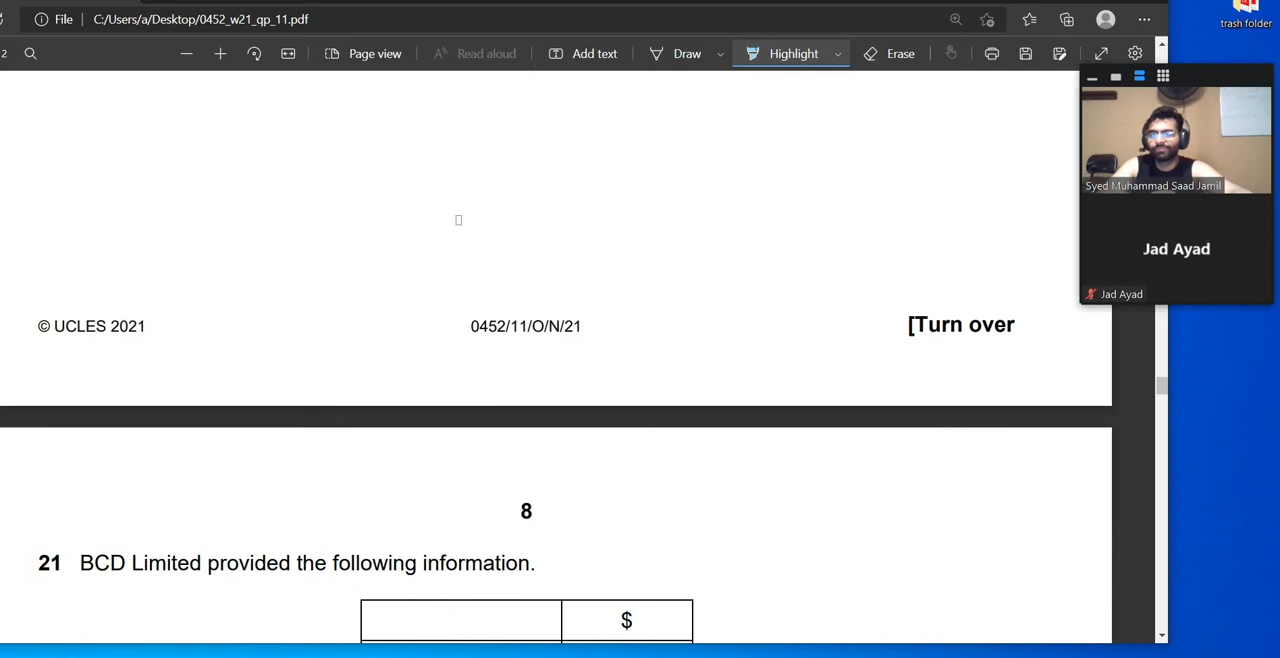 File C:/Users/a/Desktop/0452_w21_qp_11.pdf
trash folder
2 Page view Read aloud Add text Draw Highlight Erase
Syed Muhammad Saad Jamil
Jad Ayad
Jad Ayad
© UCLES 2021 0452/11/O/N/21 [Turn over
8
21 BCD Limited provided the following information.
$